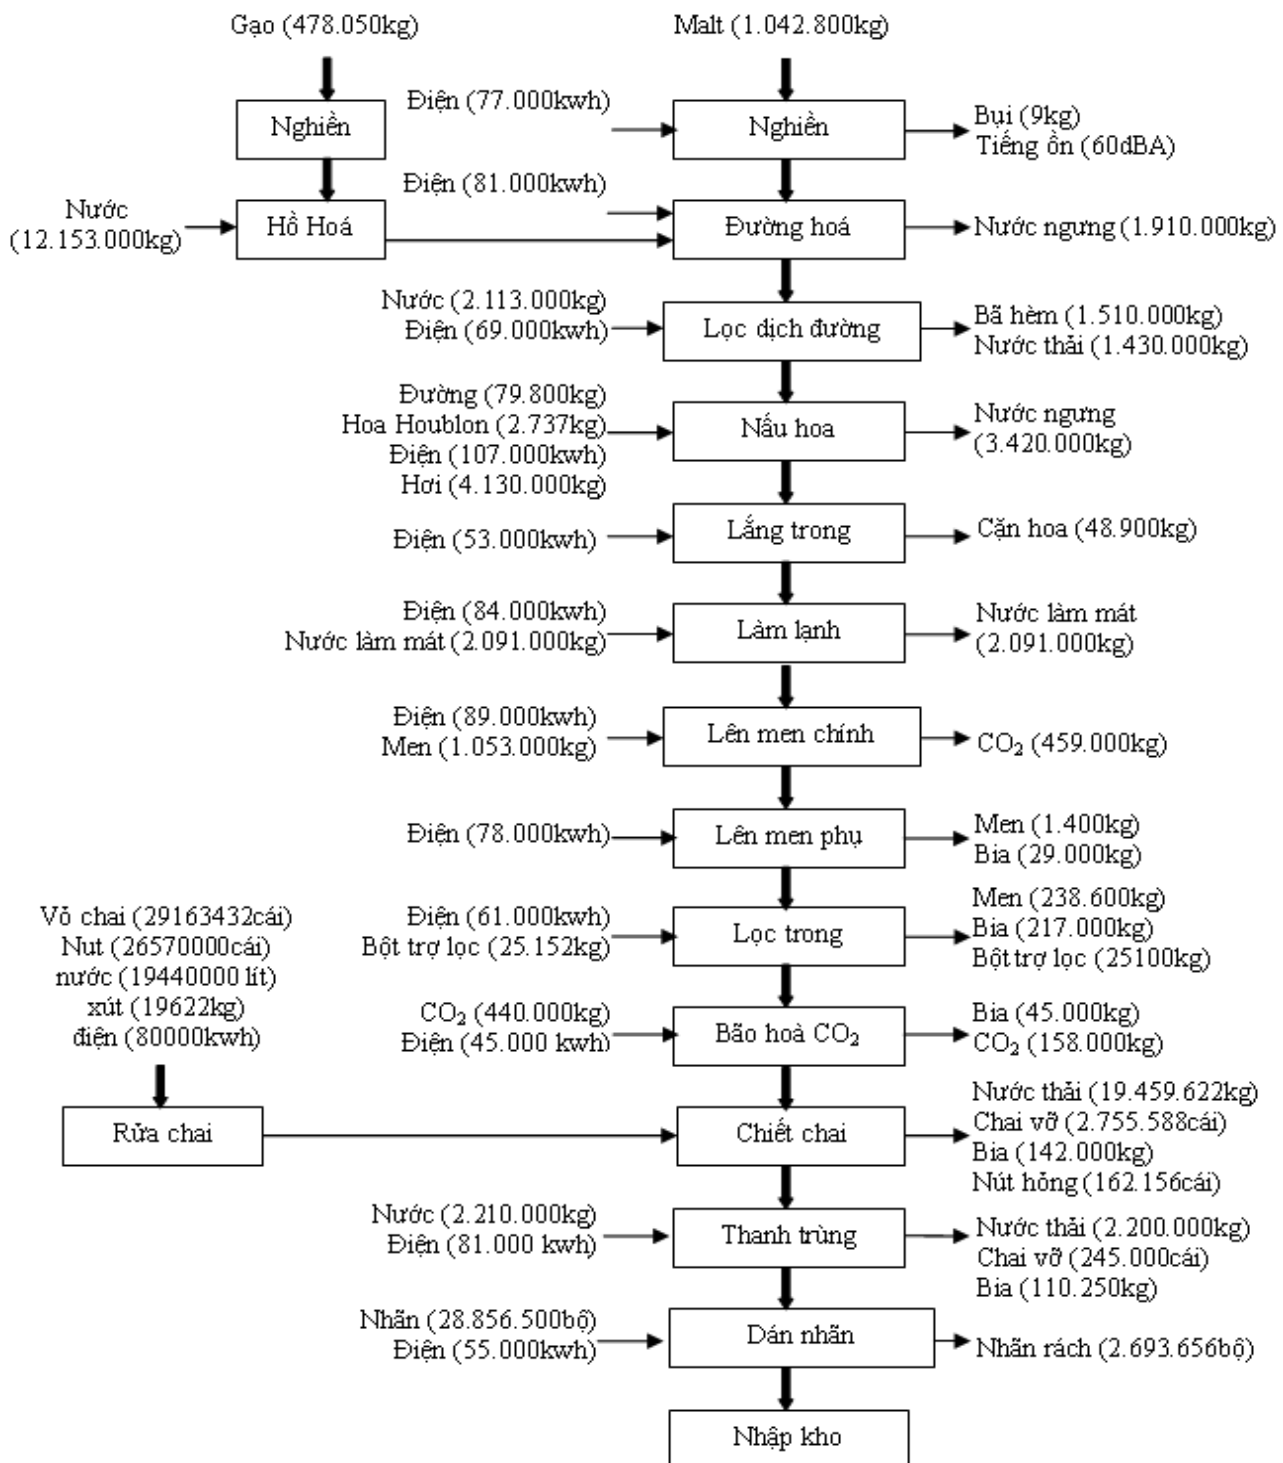 Gạo (478.050kg)
Malt (1.042.800kg)
Nghiền
Điện (77.000kwh)
Nghiền
Bụi (9kg)
Tiếng ồn (60dBA)
Nước
(12.153.000kg)
Hồ Hoá
Điện (81.000kwh)
Đường hoá
Nước ngưng (1.910.000kg)
Nước (2.113.000kg)
Điện (69.000kwh)
Lọc dịch đường
Bã hèm (1.510.000kg)
Nước thải (1.430.000kg)
Đường (79.800kg)
Hoa Houblon (2.737kg)
Điện (107.000kwh)
Hơi (4.130.000kg)
Nấu hoa
Nước ngưng
(3.420.000kg)
Điện (53.000kwh)
Lắng trong
Cặn hoa (48.900kg)
Điện (84.000kwh)
Nước làm mát (2.091.000kg)
Làm lạnh
Nước làm mát
(2.091.000kg)
Điện (89.000kwh)
Men (1.053.000kg)
Lên men chính
CO₂ (459.000kg)
Điện (78.000kwh)
Lên men phụ
Men (1.400kg)
Bia (29.000kg)
Vỏ chai (29163432cái)
Nut (26570000cái)
nước (19440000 lít)
xút (19622kg)
điện (80000kwh)
Điện (61.000kwh)
Bột trợ lọc (25.152kg)
Lọc trong
Men (238.600kg)
Bia (217.000kg)
Bột trợ lọc (25100kg)
CO₂ (440.000kg)
Điện (45.000 kwh)
Bão hoà CO₂
Bia (45.000kg)
CO₂ (158.000kg)
Rửa chai
Chiết chai
Nước thải (19.459.622kg)
Chai vỡ (2.755.588cái)
Bia (142.000kg)
Nút hỏng (162.156cái)
Nước (2.210.000kg)
Điện (81.000 kwh)
Thanh trùng
Nước thải (2.200.000kg)
Chai vỡ (245.000cái)
Bia (110.250kg)
Nhãn (28.856.500bộ)
Điện (55.000kwh)
Dán nhãn
Nhãn rách (2.693.656bộ)
Nhập kho